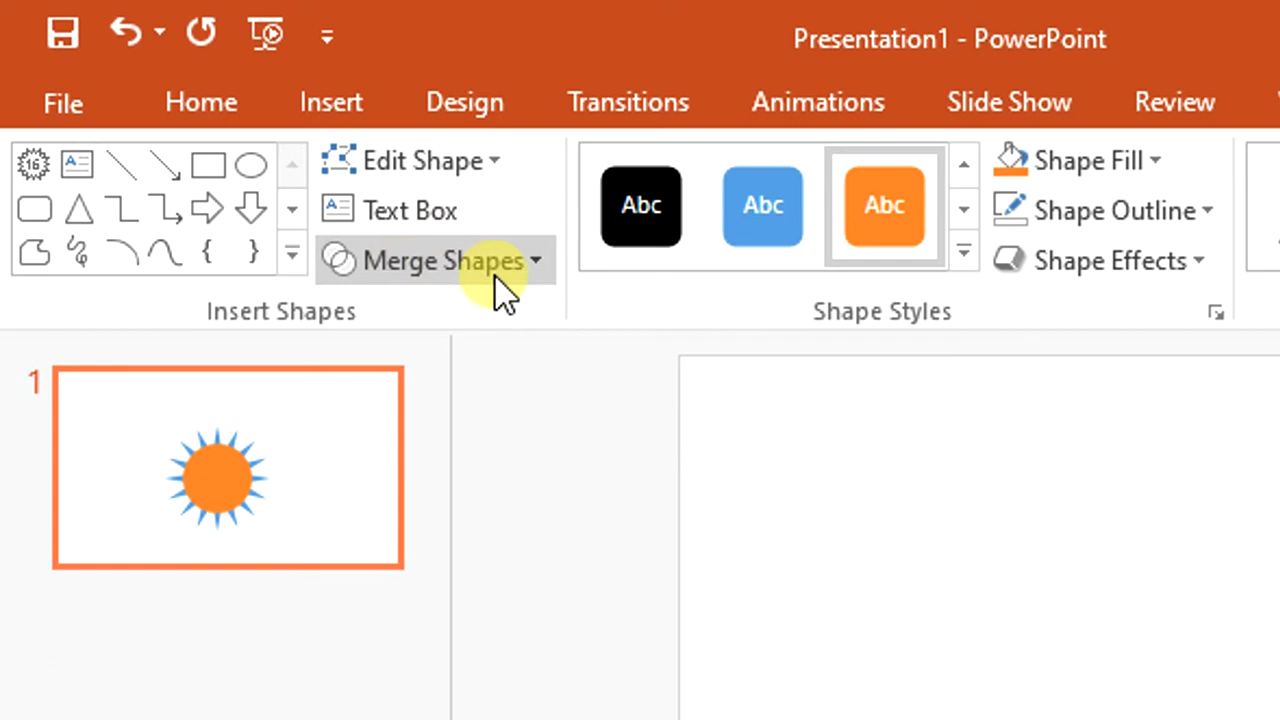 Presentation1 - PowerPoint
File Home Insert Design Transitions Animations Slide Show Review
16 Edit Shape Abc Abc Abc Shape Fill
Text Box Shape Outline
Merge Shapes Shape Effects
Insert Shapes Shape Styles
1